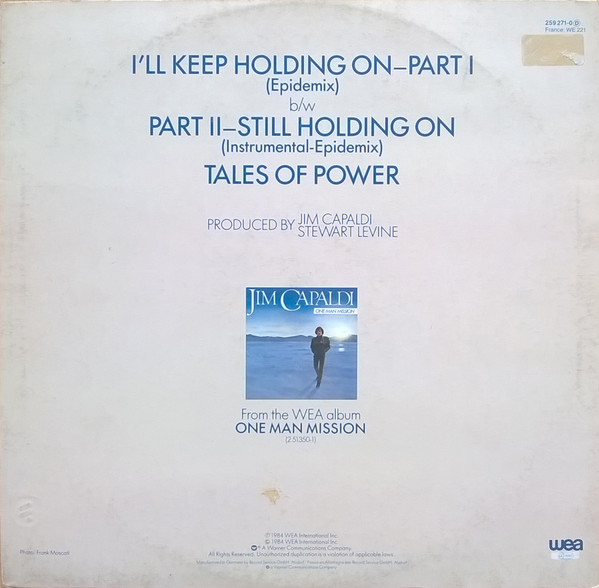 259 271-0 Ⓓ
France: WE 221
I'LL KEEP HOLDING ON–PART I
(Epidemix)
b/w
PART II–STILL HOLDING ON
(Instrumental-Epidemix)
TALES OF POWER
PRODUCED BY JIM CAPALDI
STEWART LEVINE
JIM CAPALDI
ONE MAN MISSION
From the WEA album
ONE MAN MISSION
(2 51350-1)
Photo: Frank
℗ 1984 WEA International Inc.
© 1984 WEA International Inc.
A Warner Communications Company.
All Rights Reserved. Unauthorized duplication is a violation of applicable laws.
wea